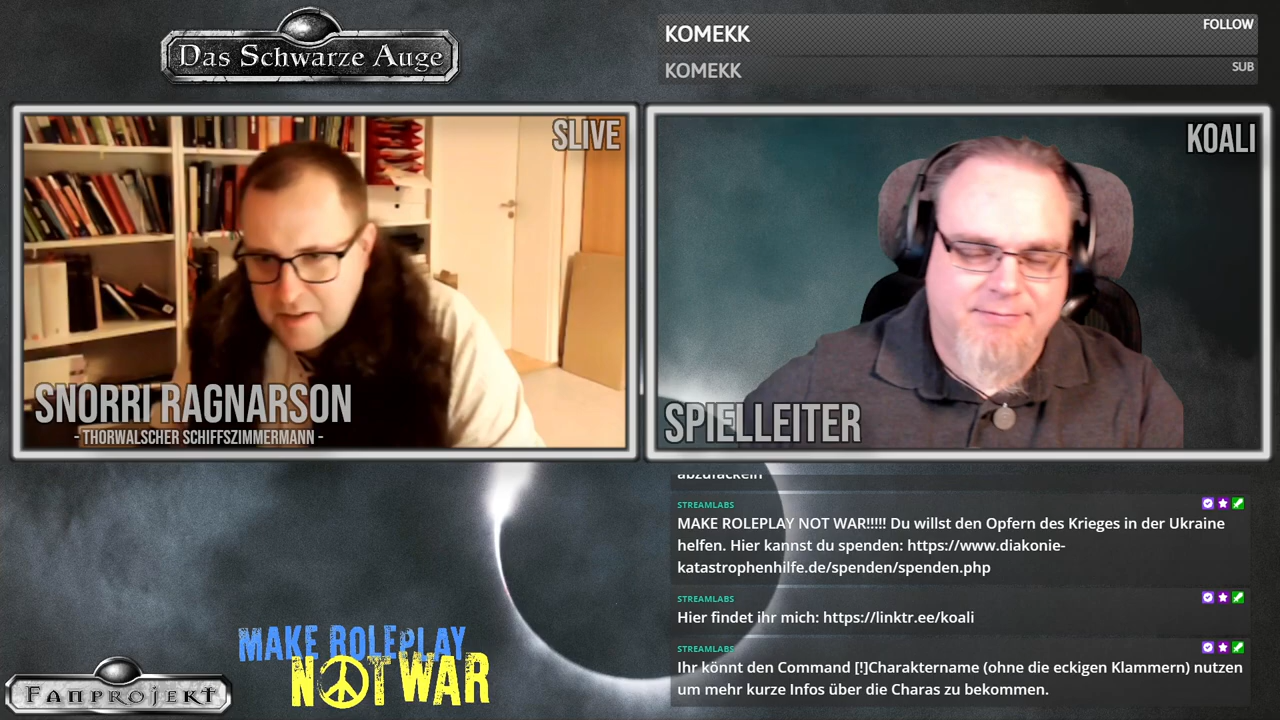 Das Schwarze Auge
KOMEKK
FOLLOW
KOMEKK
SUB
SLIVE
SNORRI RAGNARSON
- THORWALSCHER SCHIFFSZIMMERMANN -
KOALI
SPIELLEITER
abzufackeln
STREAMLABS
MAKE ROLEPLAY NOT WAR!!!!! Du willst den Opfern des Krieges in der Ukraine
helfen. Hier kannst du spenden: https://www.diakonie-
katastrophenhilfe.de/spenden/spenden.php
STREAMLABS
Hier findet ihr mich: https://linktr.ee/koali
STREAMLABS
Ihr könnt den Command [!]Charaktername (ohne die eckigen Klammern) nutzen
um mehr kurze Infos über die Charas zu bekommen.
MAKE ROLEPLAY
NOT WAR
FANPROJEKT